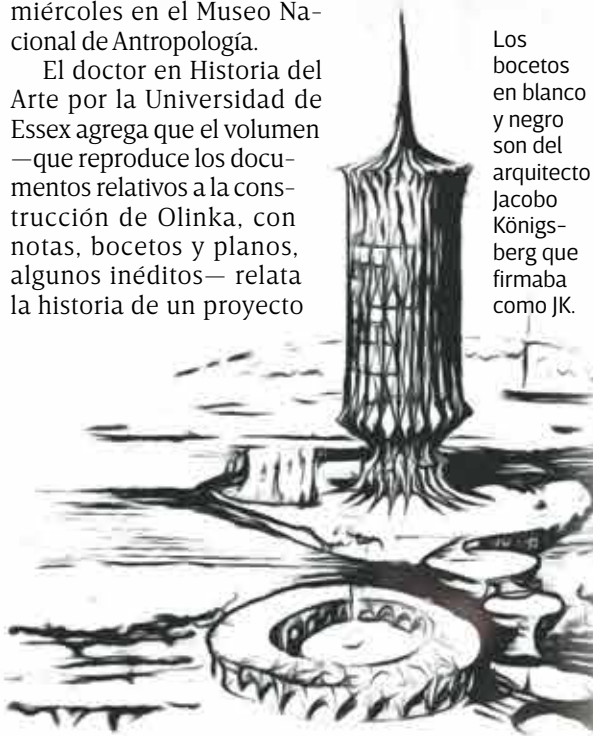 miércoles en el Museo Na-
cional de Antropología.
El doctor en Historia del
Arte por la Universidad de
Essex agrega que el volumen
—que reproduce los docu-
mentos relativos a la cons-
trucción de Olinka, con
notas, bocetos y planos,
algunos inéditos— relata
la historia de un proyecto
Los
bocetos
en blanco
y negro
son del
arquitecto
Jacobo
Königs-
berg que
firmaba
como JK.